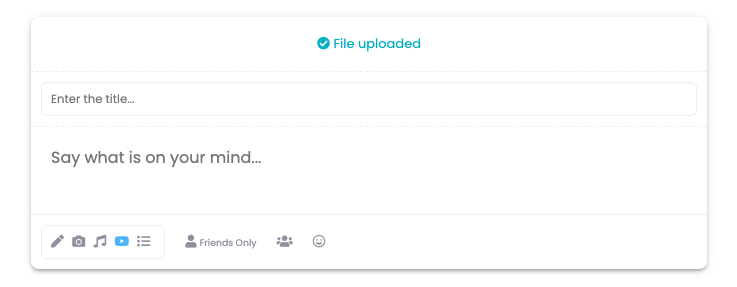 File uploaded
Enter the title...
Say what is on your mind...
Friends Only